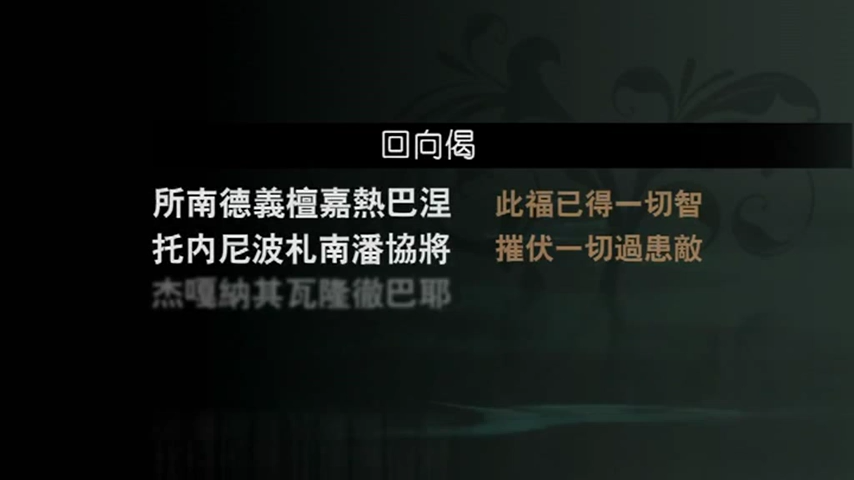 回向偈
所南德義檀嘉熱巴涅 此福已得一切智
托内尼波札南潘協將 摧伏一切過患敵
杰嘎納其瓦隆徹巴耶